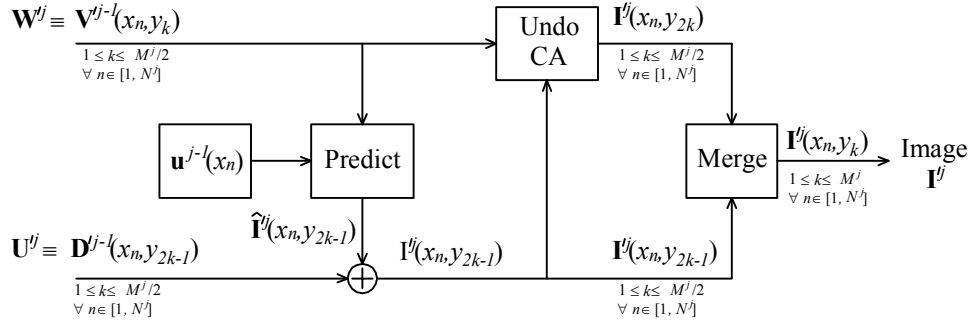 W'ʲ ≡ V'ʲ⁻¹(xₙ,yₖ)
1 ≤ k ≤ Mʲ/2
∀ n∈[1, Nʲ]
Undo
CA
I'ʲ(xₙ,y₂ₖ)
1 ≤ k ≤ Mʲ/2
∀ n∈[1, Nʲ]
uʲ⁻¹(xₙ)
Predict
Merge
I'ʲ(xₙ,yₖ)
1 ≤ k ≤ Mʲ
∀ n∈[1, Nʲ]
Image
I'ʲ
Î'ʲ(xₙ,y₂ₖ₋₁)
U'ʲ ≡ D'ʲ⁻¹(xₙ,y₂ₖ₋₁)
1 ≤ k ≤ Mʲ/2
∀ n∈[1, Nʲ]
+
I'ʲ(xₙ,y₂ₖ₋₁)
I'ʲ(xₙ,y₂ₖ₋₁)
1 ≤ k ≤ Mʲ/2
∀ n∈[1, Nʲ]